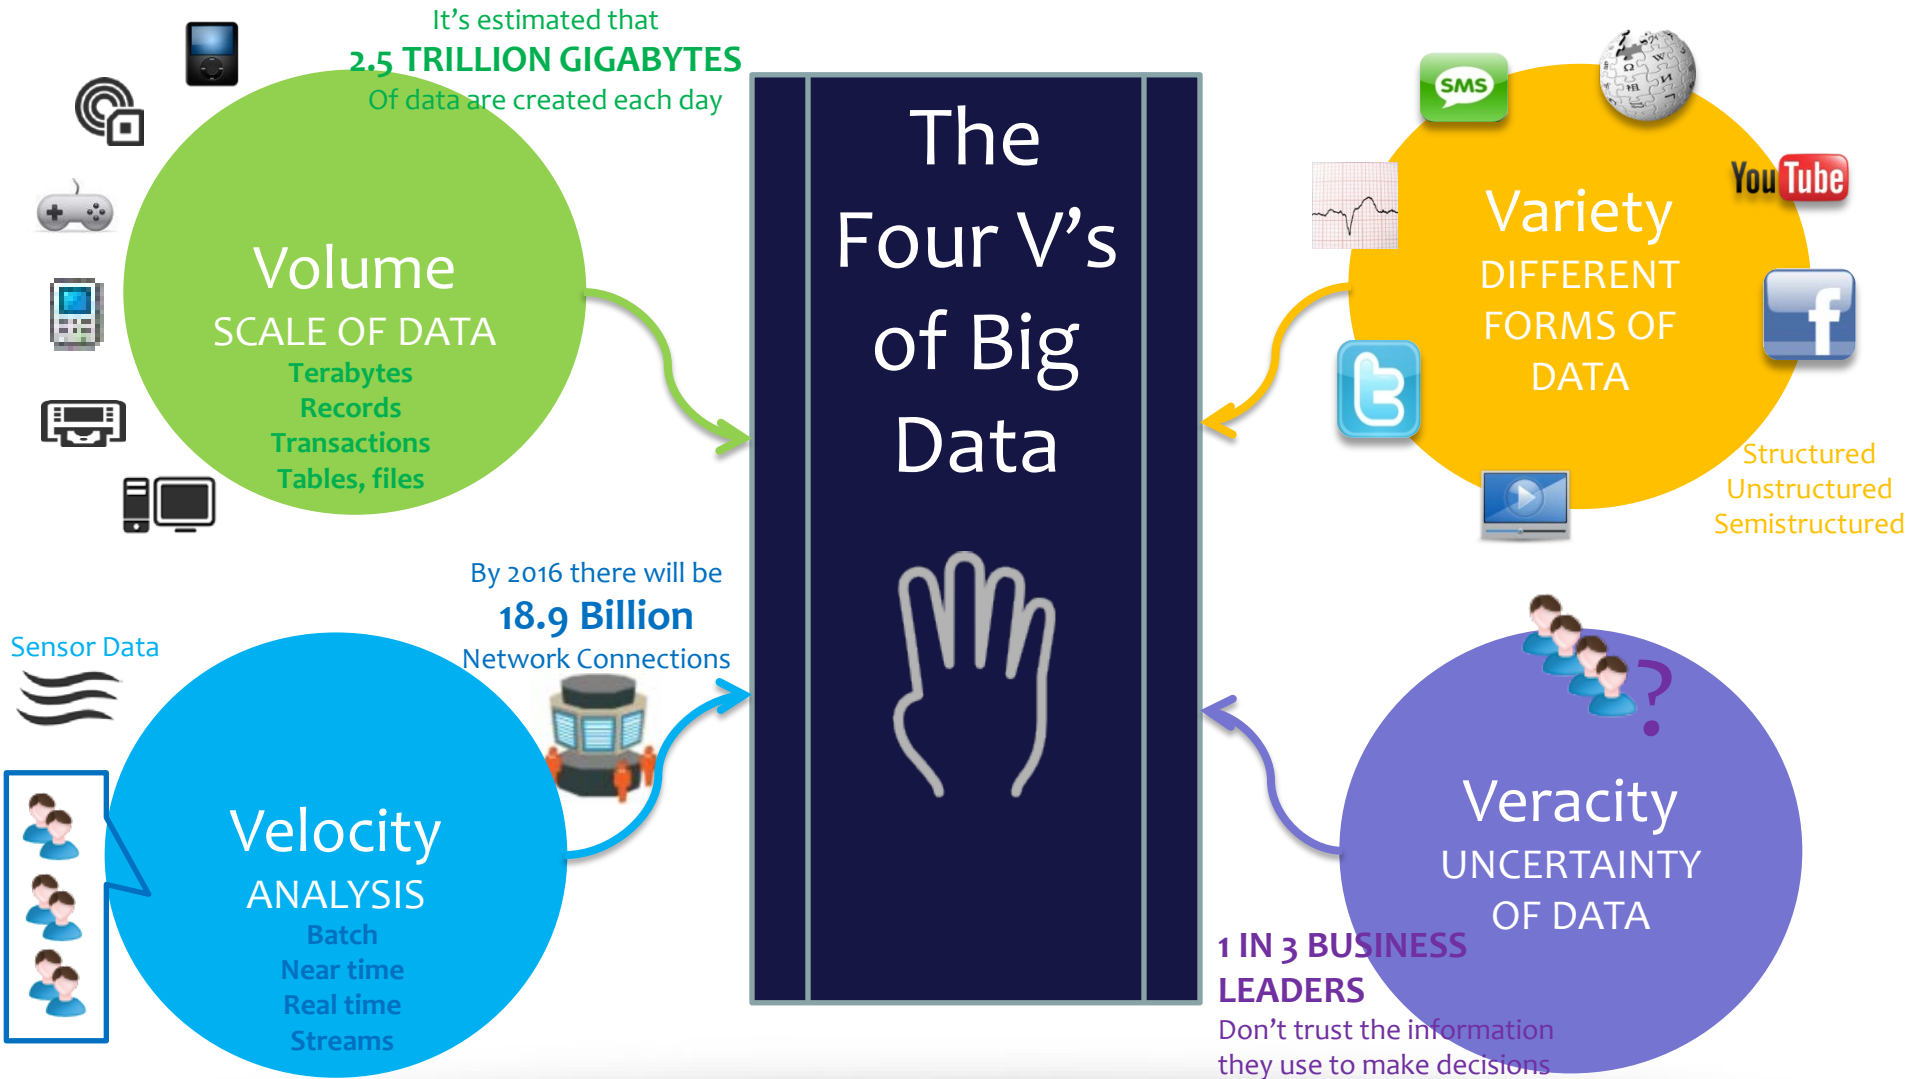 It's estimated that
2.5 TRILLION GIGABYTES
Of data are created each day
Volume
SCALE OF DATA
Terabytes
Records
Transactions
Tables, files
The
Four V's
of Big
Data
SMS
W
Ω
И
YouTube
Variety
DIFFERENT
FORMS OF
DATA
f
t
Structured
Unstructured
Semistructured
By 2016 there will be
18.9 Billion
Network Connections
Sensor Data
Velocity
ANALYSIS
Batch
Near time
Real time
Streams
?
Veracity
UNCERTAINTY
OF DATA
1 IN 3 BUSINESS
LEADERS
Don't trust the information
they use to make decisions